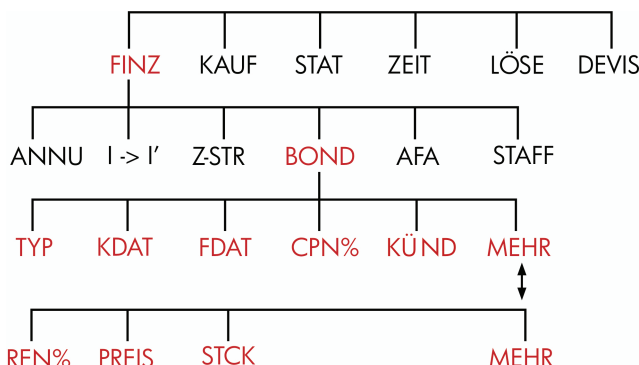 FINZ KAUF STAT ZEIT LÖSE DEVIS
ANNU I -> I’ Z-STR BOND AFA STAFF
TYP KDAT FDAT CPN% KÜND MEHR
REN% PREIS STCK MEHR